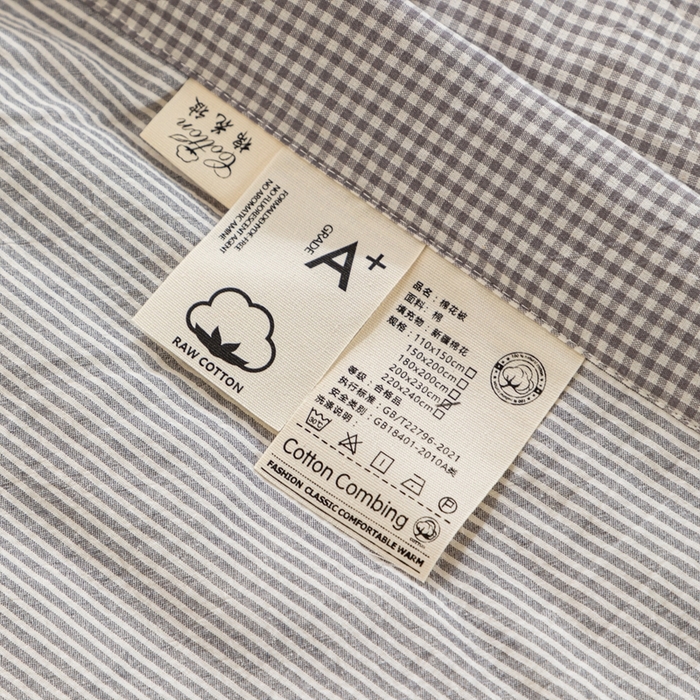 Cotton
棉花被
FORMALDEHYDE FREE
NO FLUORESCENT AGENT
NO AROMATIC AMINE
GRADE
A+
RAW COTTON
品名：棉花被
面料：棉
填充物：新疆棉花
规格：110x150cm
150x200cm
180x200cm
200x230cm
220x240cm
等级：合格品
执行标准：GB/T22796-2021
安全类别：GB18401-2010A类
洗涤说明：
Cotton Combing
FASHION CLASSIC COMFORTABLE WARM